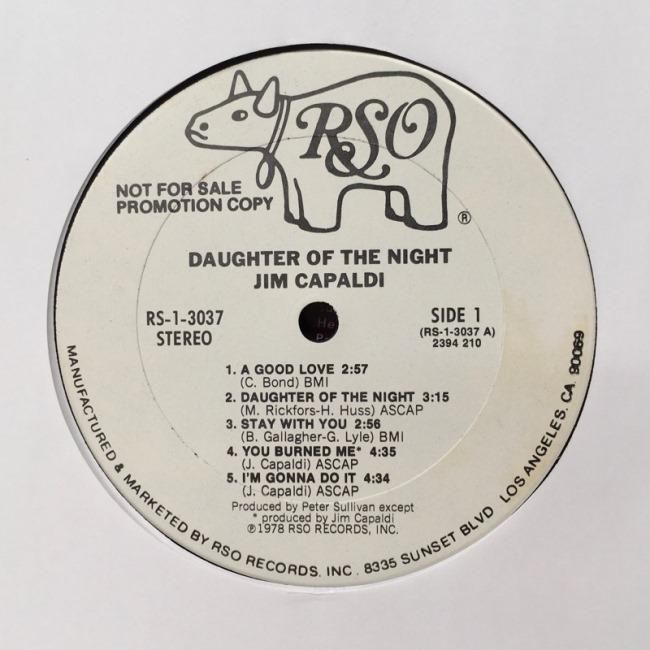 RSO
®
NOT FOR SALE
PROMOTION COPY
DAUGHTER OF THE NIGHT
JIM CAPALDI
RS-1-3037
STEREO
SIDE 1
(RS-1-3037 A)
2394 210
1. A GOOD LOVE 2:57
(C. Bond) BMI
2. DAUGHTER OF THE NIGHT 3:15
(M. Rickfors-H. Huss) ASCAP
3. STAY WITH YOU 2:56
(B. Gallagher-G. Lyle) BMI
4. YOU BURNED ME* 4:35
(J. Capaldi) ASCAP
5. I'M GONNA DO IT 4:34
(J. Capaldi) ASCAP
Produced by Peter Sullivan except
* produced by Jim Capaldi
℗1978 RSO RECORDS, INC.
MANUFACTURED & MARKETED BY RSO RECORDS, INC. 8335 SUNSET BLVD LOS ANGELES, CA. 90069